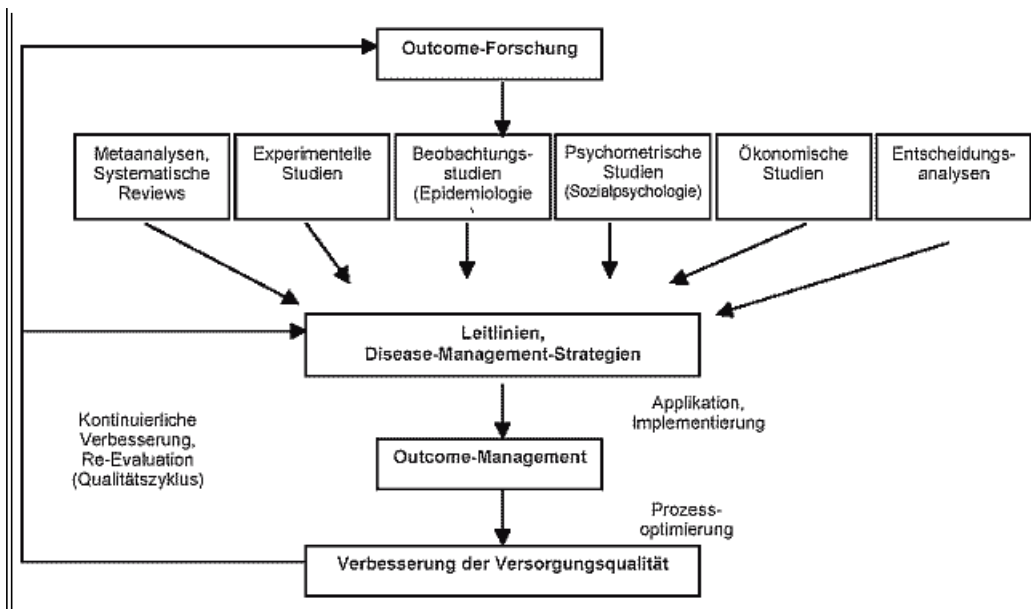 Outcome-Forschung
Metaanalysen,
Systematische
Reviews
Experimentelle
Studien
Beobachtungs-
studien
(Epidemiologie
Psychometrische
Studien
(Sozialpsychologie)
Ökonomische
Studien
Entscheidungs-
analysen
Leitlinien,
Disease-Management-Strategien
Applikation,
Implementierung
Kontinuierliche
Verbesserung,
Re-Evaluation
(Qualitätszyklus)
Outcome-Management
Prozess-
optimierung
Verbesserung der Versorgungsqualität